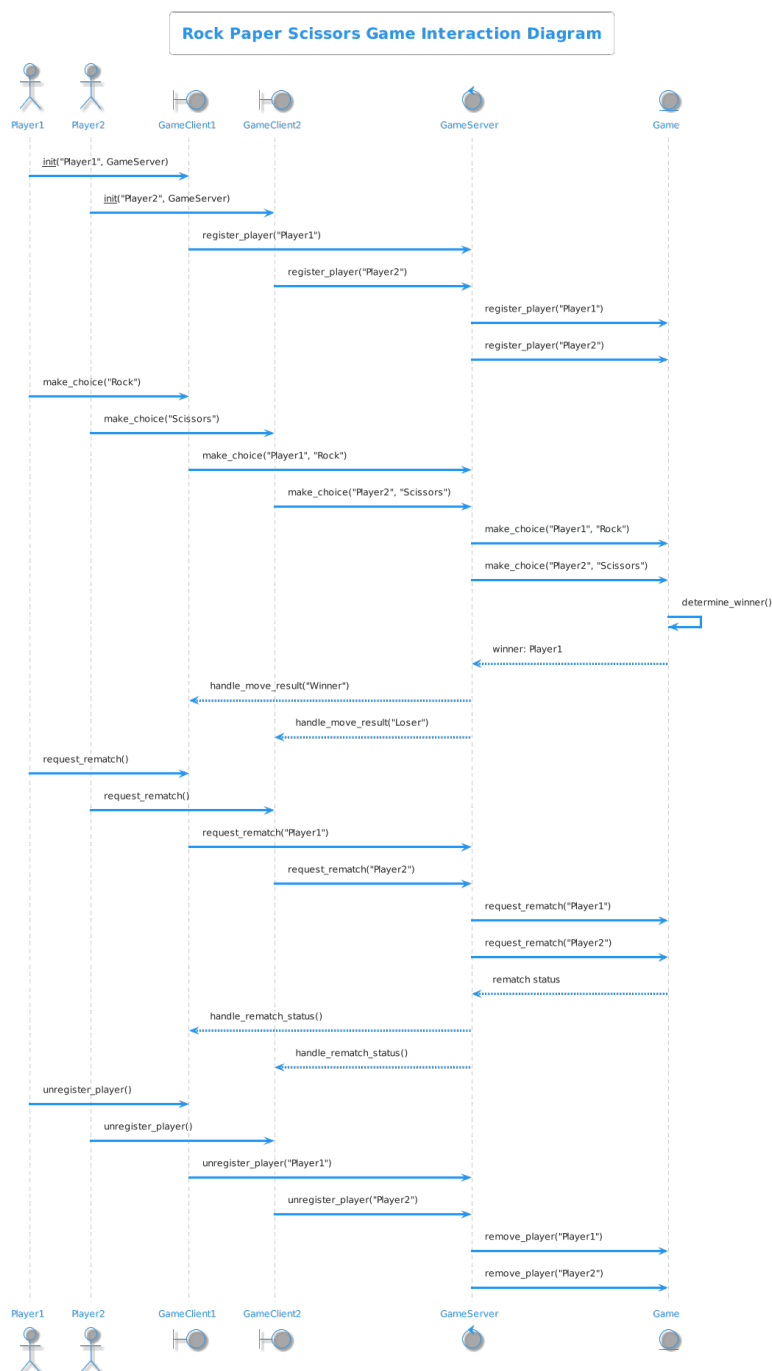 Rock Paper Scissors Game Interaction Diagram
Player1 Player2 GameClient1 GameClient2 GameServer Game
init("Player1", GameServer)
init("Player2", GameServer)
register_player("Player1")
register_player("Player2")
register_player("Player1")
register_player("Player2")
make_choice("Rock")
make_choice("Scissors")
make_choice("Player1", "Rock")
make_choice("Player2", "Scissors")
make_choice("Player1", "Rock")
make_choice("Player2", "Scissors")
determine_winner()
winner: Player1
handle_move_result("Winner")
handle_move_result("Loser")
request_rematch()
request_rematch()
request_rematch("Player1")
request_rematch("Player2")
request_rematch("Player1")
request_rematch("Player2")
rematch status
handle_rematch_status()
handle_rematch_status()
unregister_player()
unregister_player()
unregister_player("Player1")
unregister_player("Player2")
remove_player("Player1")
remove_player("Player2")
Player1 Player2 GameClient1 GameClient2 GameServer Game